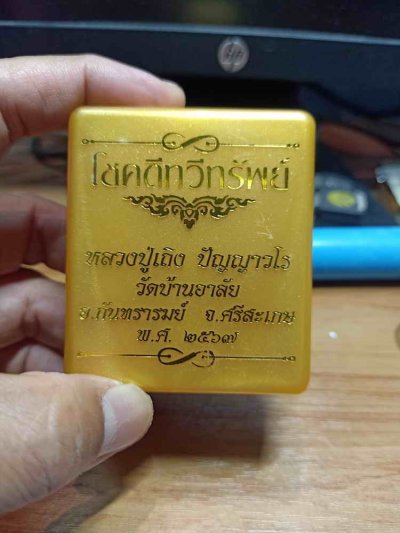 hp
โชคดีทวีทรัพย์
หลวงปู่เถิง ปัญญาวโร
วัดบ้านยาลัย
อ.กันทรารมย์ จ.ศรีสะเกษ
พ.ศ. ๒๕๖๗